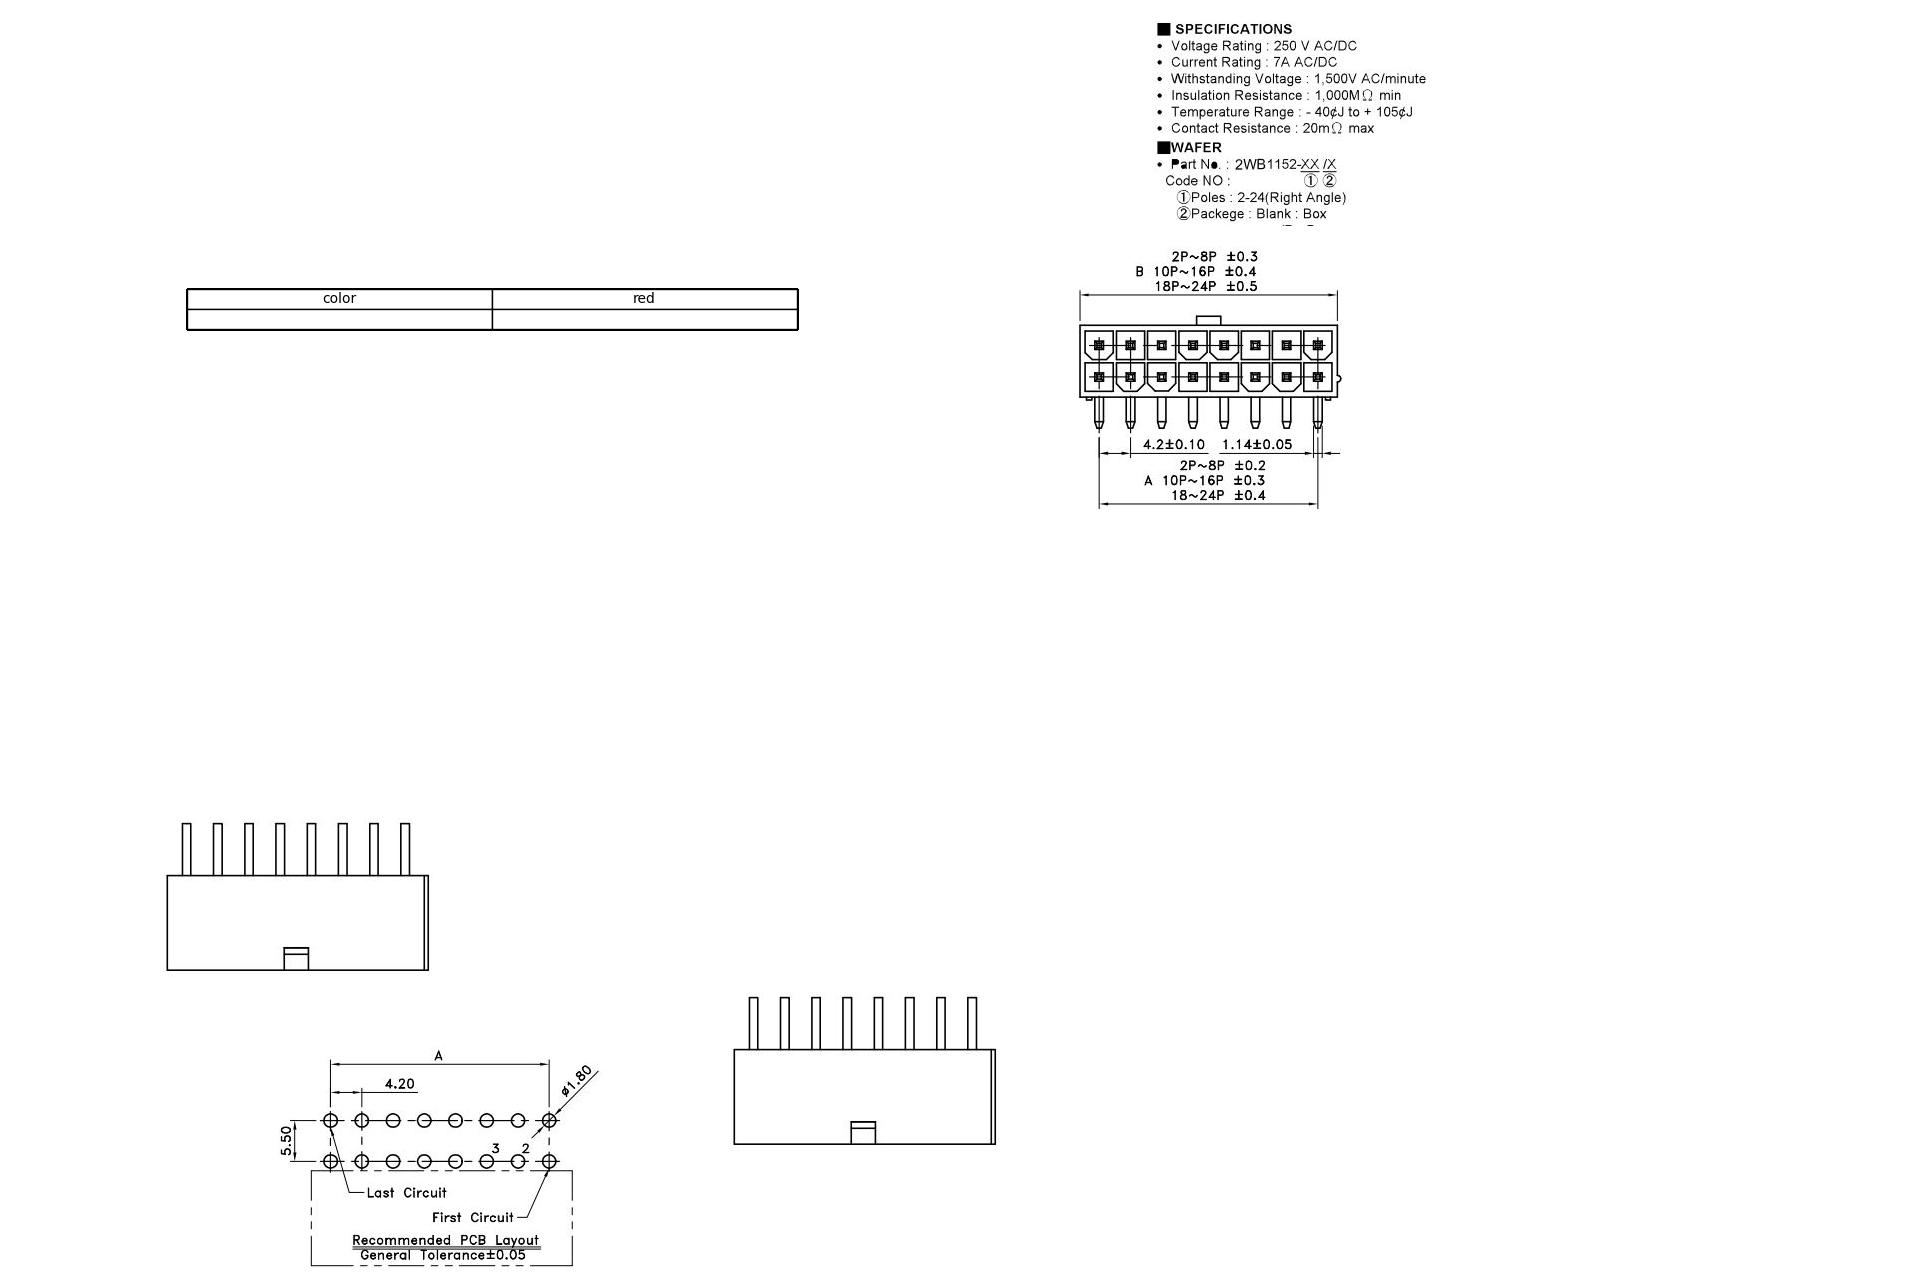 ■ SPECIFICATIONS
• Voltage Rating : 250 V AC/DC
• Current Rating : 7A AC/DC
• Withstanding Voltage : 1,500V AC/minute
• Insulation Resistance : 1,000MΩ min
• Temperature Range : - 40¢J to + 105¢J
• Contact Resistance : 20mΩ max
■WAFER
• Part No. : 2WB1152-XX /X
Code NO : ① ②
①Poles : 2-24(Right Angle)
②Packege : Blank : Box
color red
2P~8P ±0.3
B 10P~16P ±0.4
18P~24P ±0.5
4.2±0.10 1.14±0.05
2P~8P ±0.2
A 10P~16P ±0.3
18~24P ±0.4
A
4.20
ø1.80
5.50
3 2
Last Circuit
First Circuit
Recommended PCB Layout
General Tolerance±0.05